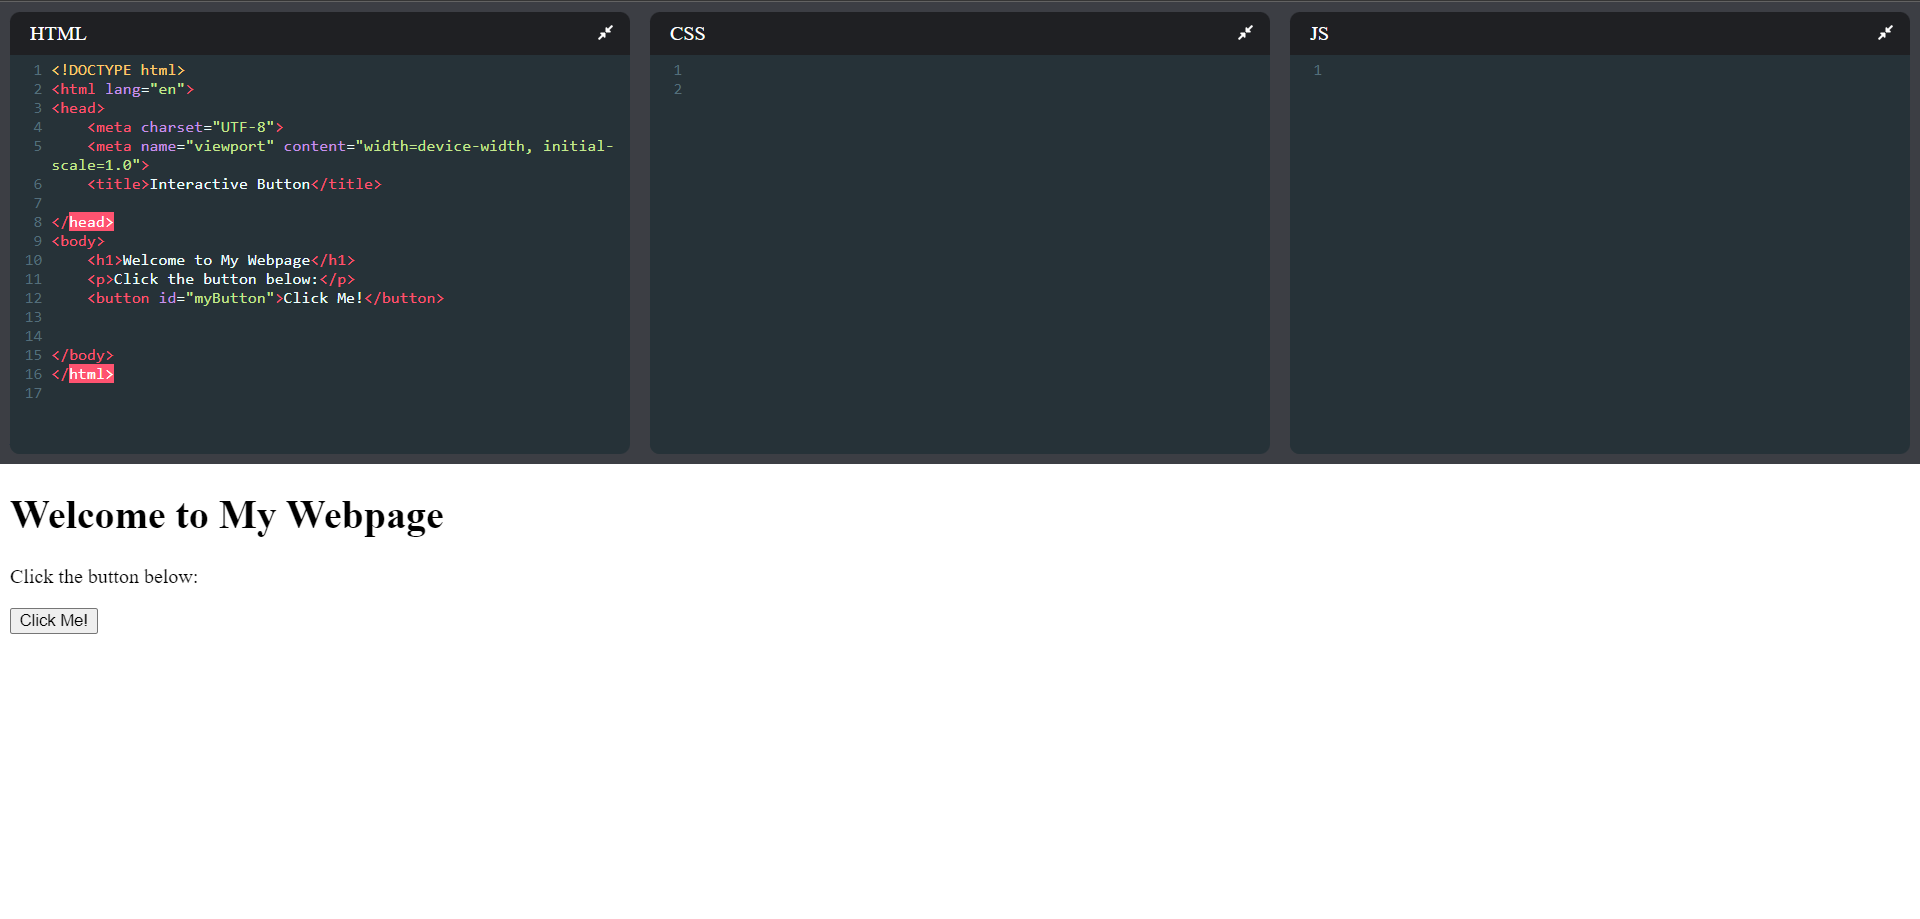 HTML
1 <!DOCTYPE html>
2 <html lang="en">
3 <head>
4     <meta charset="UTF-8">
5     <meta name="viewport" content="width=device-width, initial-
scale=1.0">
6     <title>Interactive Button</title>
7
8 </head>
9 <body>
10     <h1>Welcome to My Webpage</h1>
11     <p>Click the button below:</p>
12     <button id="myButton">Click Me!</button>
13
14
15 </body>
16 </html>
17
CSS
1
2
JS
1
Welcome to My Webpage
Click the button below:
Click Me!